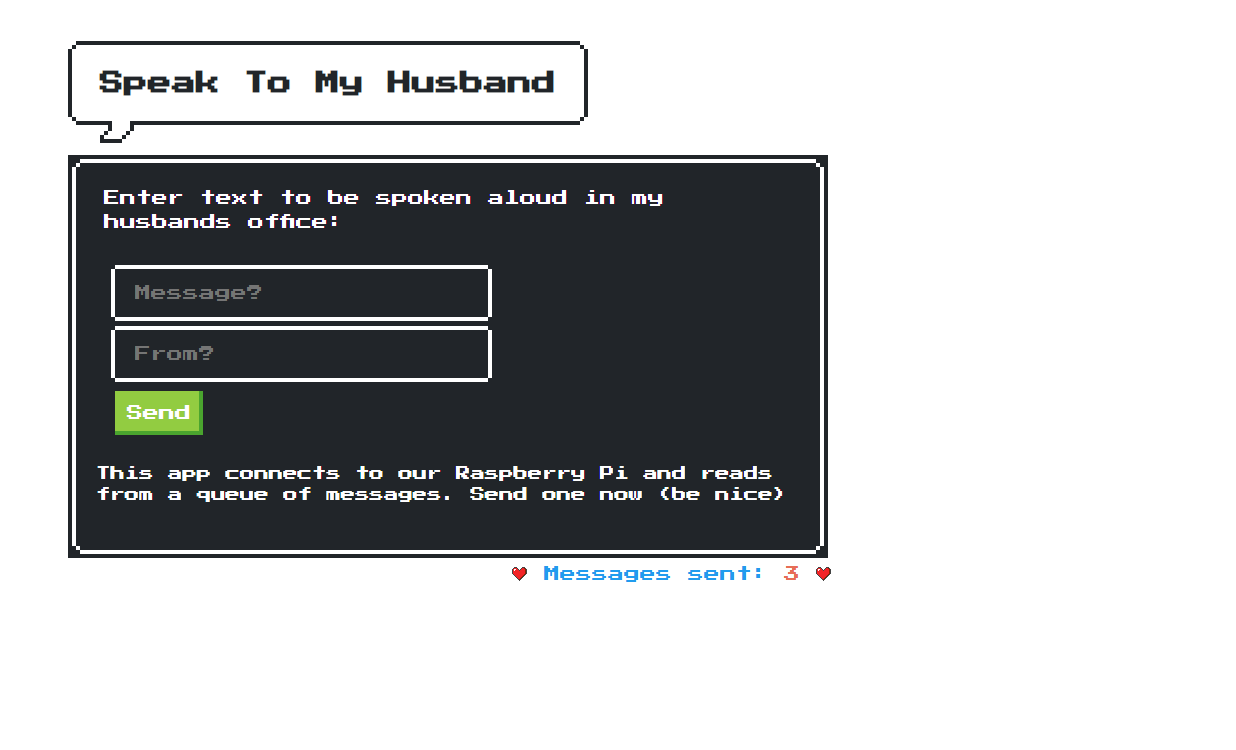 Speak To My Husband
Enter text to be spoken aloud in my
husbands office:
Message?
From?
Send
This app connects to our Raspberry Pi and reads
from a queue of messages. Send one now (be nice)
Messages sent: 3